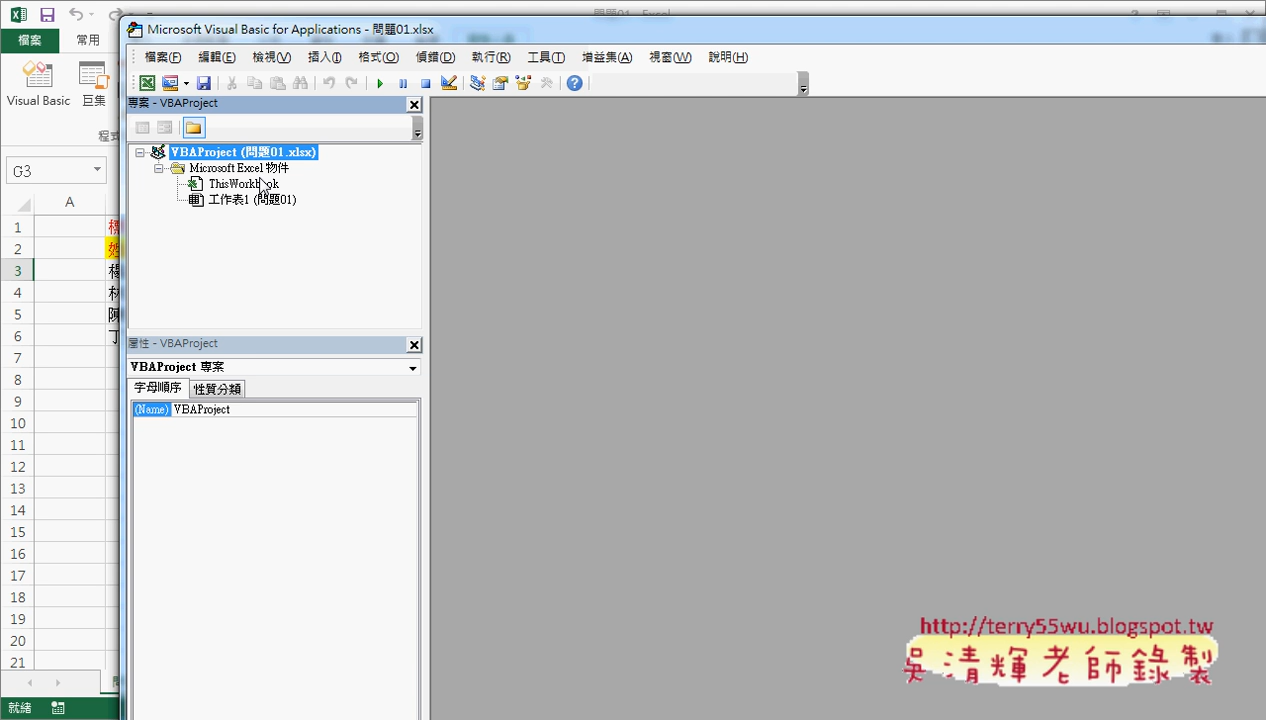 問題01 - Excel
Microsoft Visual Basic for Applications - 問題01.xlsx
檔案
常用
檔案(F) 編輯(E) 檢視(V) 插入(I) 格式(O) 偵錯(D) 執行(R) 工具(T) 增益集(A) 視窗(W) 說明(H)
Visual Basic 巨集
專案 - VBAProject
VBAProject (問題01.xlsx)
Microsoft Excel 物件
ThisWorkbook
工作表1 (問題01)
G3
A
1
2
3
4
5
6
7
8
9
10
11
12
13
14
15
16
17
18
19
20
21
屬性 - VBAProject
VBAProject 專案
字母順序 性質分類
(Name) VBAProject
http://terry55wu.blogspot.tw
吳清輝老師錄製
就緒